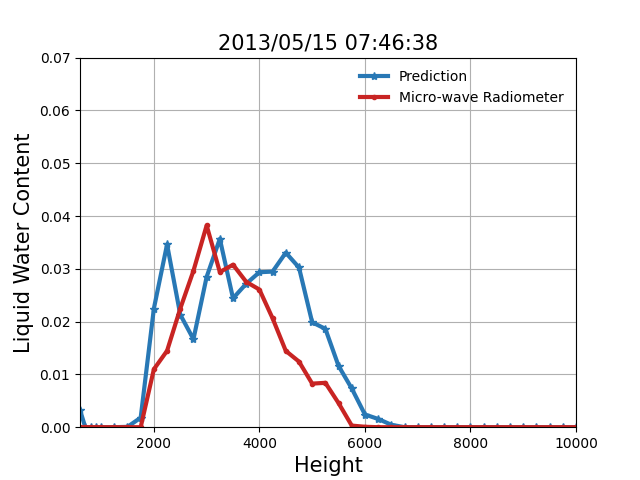 2013/05/15 07:46:38
0.07
0.06
0.05
0.04
0.03
0.02
0.01
0.00
Liquid Water Content
Prediction
Micro-wave Radiometer
2000 4000 6000 8000 10000
Height